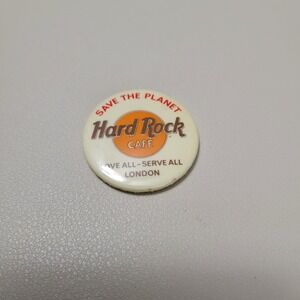 SAVE THE PLANET
Hard Rock
CAFE
LOVE ALL-SERVE ALL
LONDON